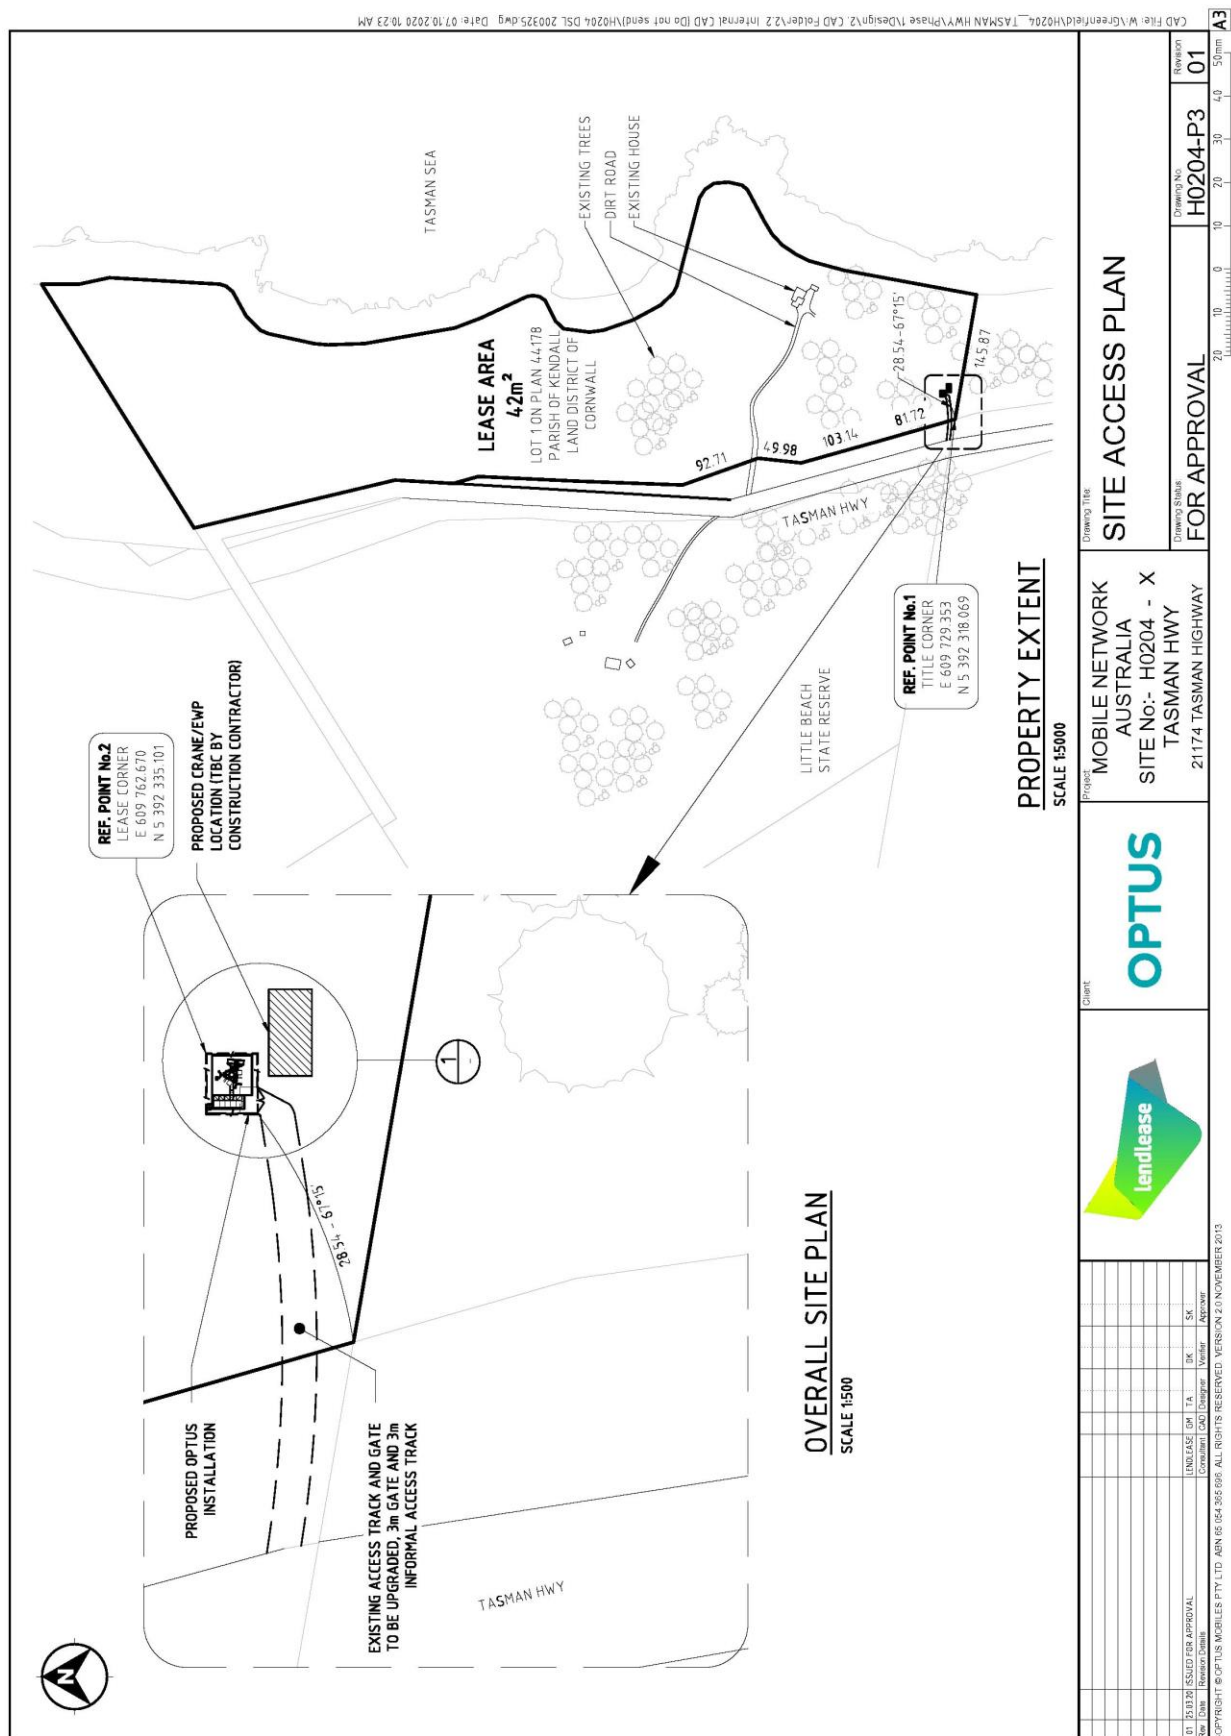 CAD File: W:\Greenfield\H0204_TASMAN HWY\Phase 1\Design\2. CAD Folder\2.2 Internal CAD (Do not send)\H0204 DSL 200325.dwg Date: 07.10.2020 10:23 AM
N
REF. POINT No.2
LEASE CORNER
E 609 762.670
N 5 392 335.101
PROPOSED CRANE/EWP
LOCATION (TBC BY
CONSTRUCTION CONTRACTOR)
PROPOSED OPTUS
INSTALLATION
EXISTING ACCESS TRACK AND GATE
TO BE UPGRADED, 3m GATE AND 3m
INFORMAL ACCESS TRACK
28.54 - 67°15'
1
-
TASMAN HWY
OVERALL SITE PLAN
SCALE 1:500
TASMAN SEA
LEASE AREA
42m²
LOT 1 ON PLAN 44178
PARISH OF KENDALL
LAND DISTRICT OF
CORNWALL
EXISTING TREES
DIRT ROAD
EXISTING HOUSE
92.71
49.98
103.14
81.72
28.54-67°15'
145.87
TASMAN HWY
LITTLE BEACH
STATE RESERVE
REF. POINT No.1
TITLE CORNER
E 609 729.353
N 5 392 318.069
PROPERTY EXTENT
SCALE 1:5000
01 25.03.20 ISSUED FOR APPROVAL LENDLEASE GM TA DK SK
Rev Date Revision Details Consultant CAD Designer Verifier Approver
lendlease
Client
OPTUS
Project
MOBILE NETWORK
AUSTRALIA
SITE No:- H0204 - X
TASMAN HWY
21174 TASMAN HIGHWAY
Drawing Title
SITE ACCESS PLAN
Drawing Status
FOR APPROVAL
Drawing No.
H0204-P3
Revision
01
COPYRIGHT © OPTUS MOBILES PTY LTD ABN 65 054 365 696 ALL RIGHTS RESERVED. VERSION 2.0 NOVEMBER 2013
20 10 0 10 20 30 40 50mm
A3